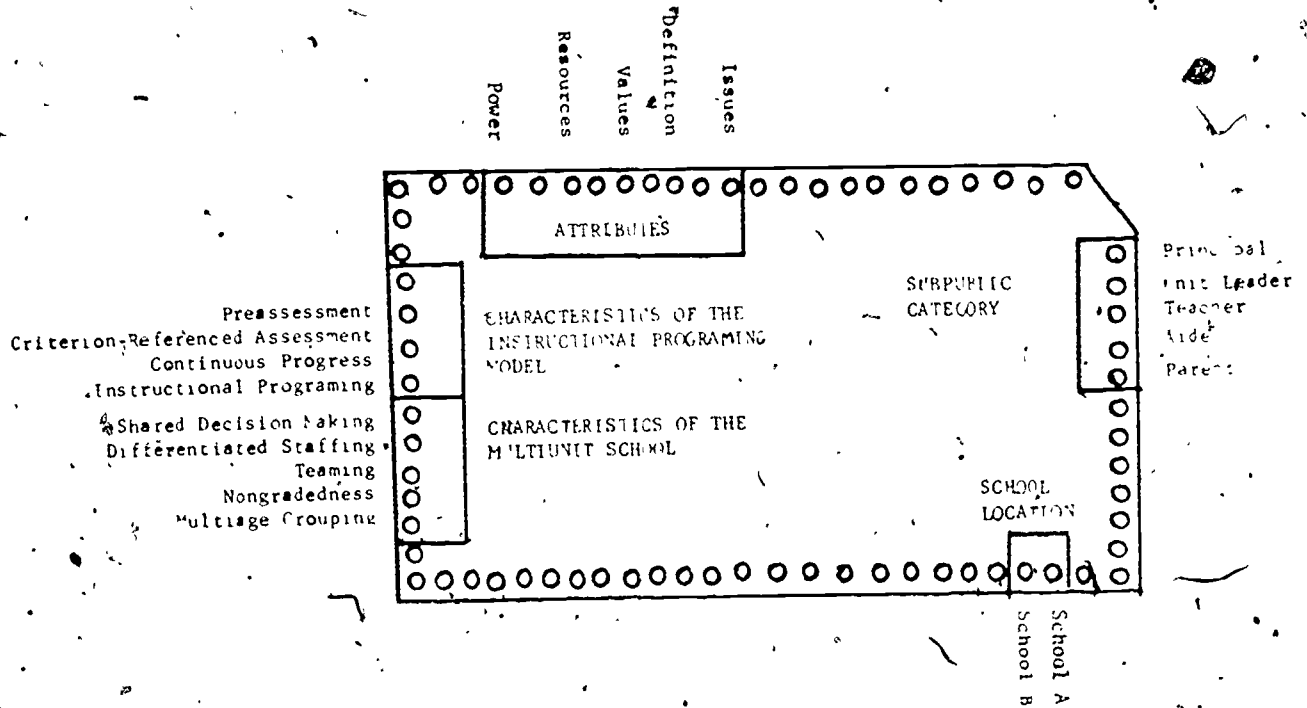 Power
Resources
Values
Definition
Issues
ATTRIBUTES
Preassessment
Criterion-Referenced Assessment
Continuous Progress
Instructional Programing
CHARACTERISTICS OF THE
INSTRUCTIONAL PROGRAMING
MODEL
Shared Decision Making
Differentiated Staffing
Teaming
Nongradedness
Multiage Grouping
CHARACTERISTICS OF THE
MULTIUNIT SCHOOL
SUBPUBLIC
CATEGORY
Principal
Unit Leader
Teacher
Aide
Parent
SCHOOL
LOCATION
School A
School B